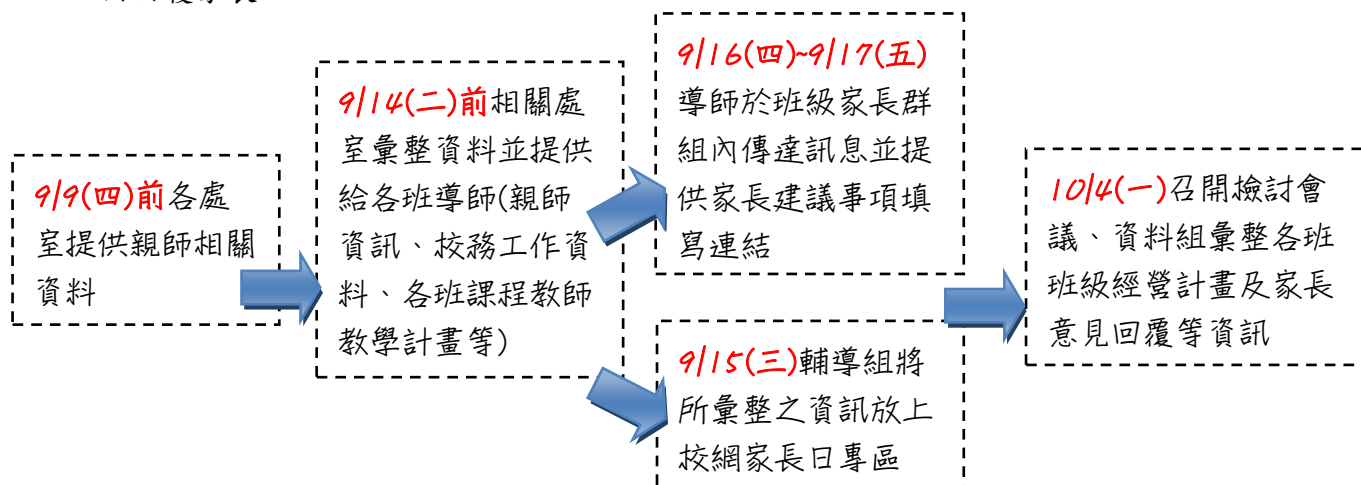 9/9(四)前各處
室提供親師相關
資料
9/14(二)前相關處
室彙整資料並提供
給各班導師(親師
資訊、校務工作資
料、各班課程教師
教學計畫等)
9/16(四)~9/17(五)
導師於班級家長群
組內傳達訊息並提
供家長建議事項填
寫連結
9/15(三)輔導組將
所彙整之資訊放上
校網家長日專區
10/4(一)召開檢討會
議、資料組彙整各班
班級經營計畫及家長
意見回覆等資訊